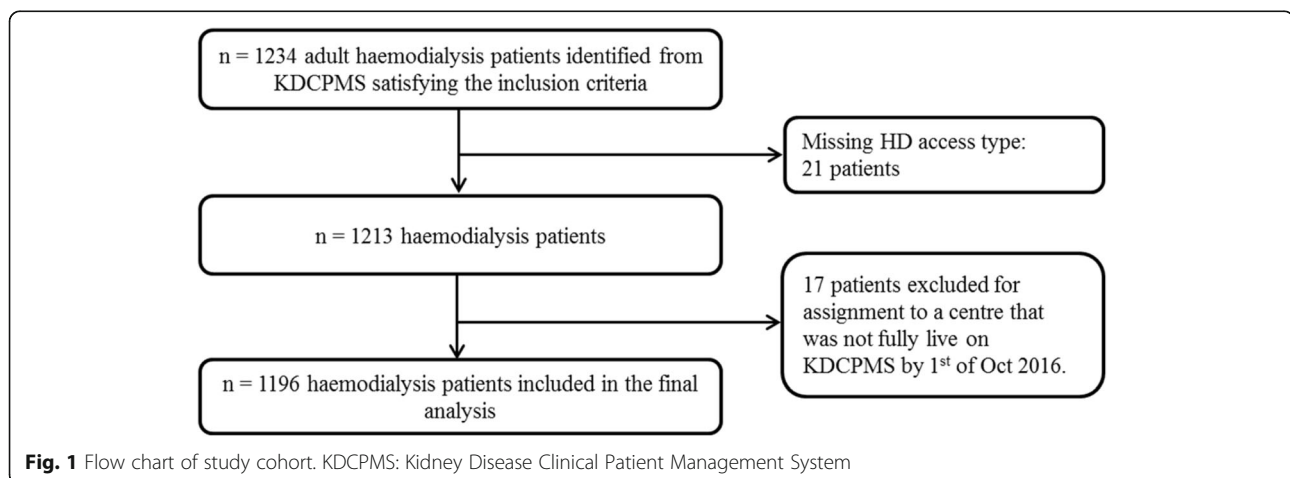 n = 1234 adult haemodialysis patients identified from
KDCPMS satisfying the inclusion criteria
Missing HD access type:
21 patients
n = 1213 haemodialysis patients
17 patients excluded for
assignment to a centre that
was not fully live on
KDCPMS by 1st of Oct 2016.
n = 1196 haemodialysis patients included in the final
analysis
Fig. 1 Flow chart of study cohort. KDCPMS: Kidney Disease Clinical Patient Management System